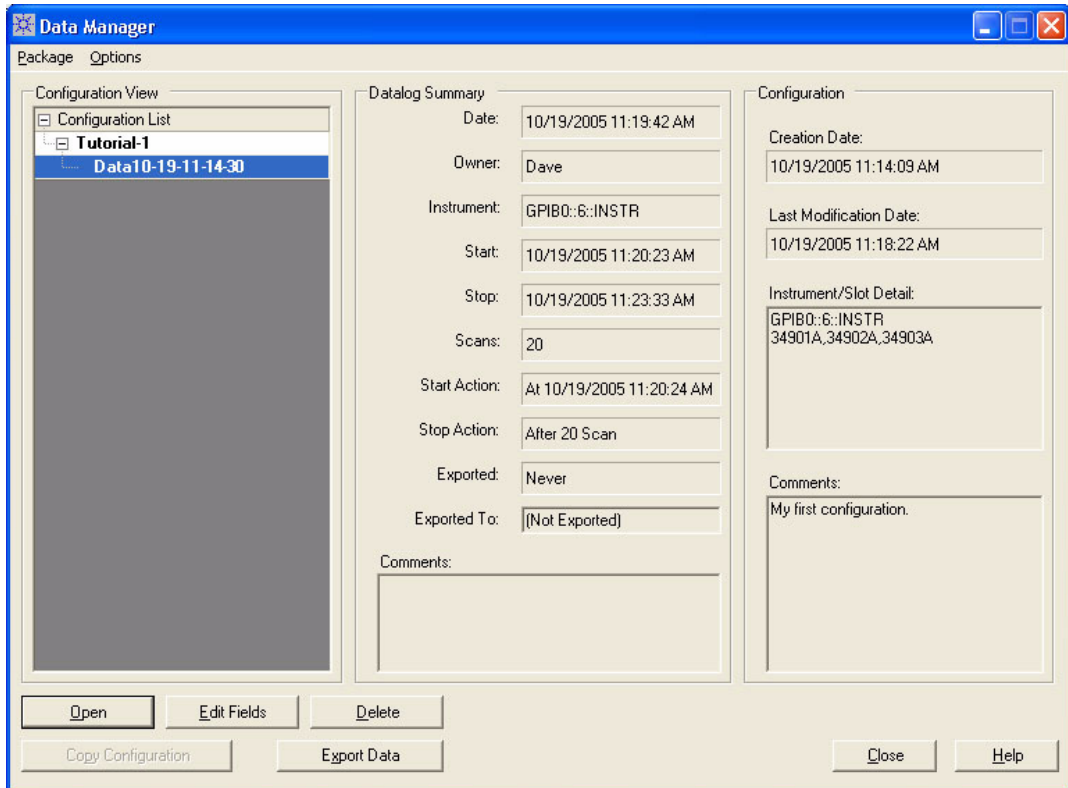 Data Manager
Package Options
Configuration View
Configuration List
Tutorial-1
Data10-19-11-14-30
Datalog Summary
Date: 10/19/2005 11:19:42 AM
Owner: Dave
Instrument: GPIB0::6::INSTR
Start: 10/19/2005 11:20:23 AM
Stop: 10/19/2005 11:23:33 AM
Scans: 20
Start Action: At 10/19/2005 11:20:24 AM
Stop Action: After 20 Scan
Exported: Never
Exported To: (Not Exported)
Comments:
Configuration
Creation Date:
10/19/2005 11:14:09 AM
Last Modification Date:
10/19/2005 11:18:22 AM
Instrument/Slot Detail:
GPIB0::6::INSTR
34901A,34902A,34903A
Comments:
My first configuration.
Open Edit Fields Delete
Copy Configuration Export Data Close Help